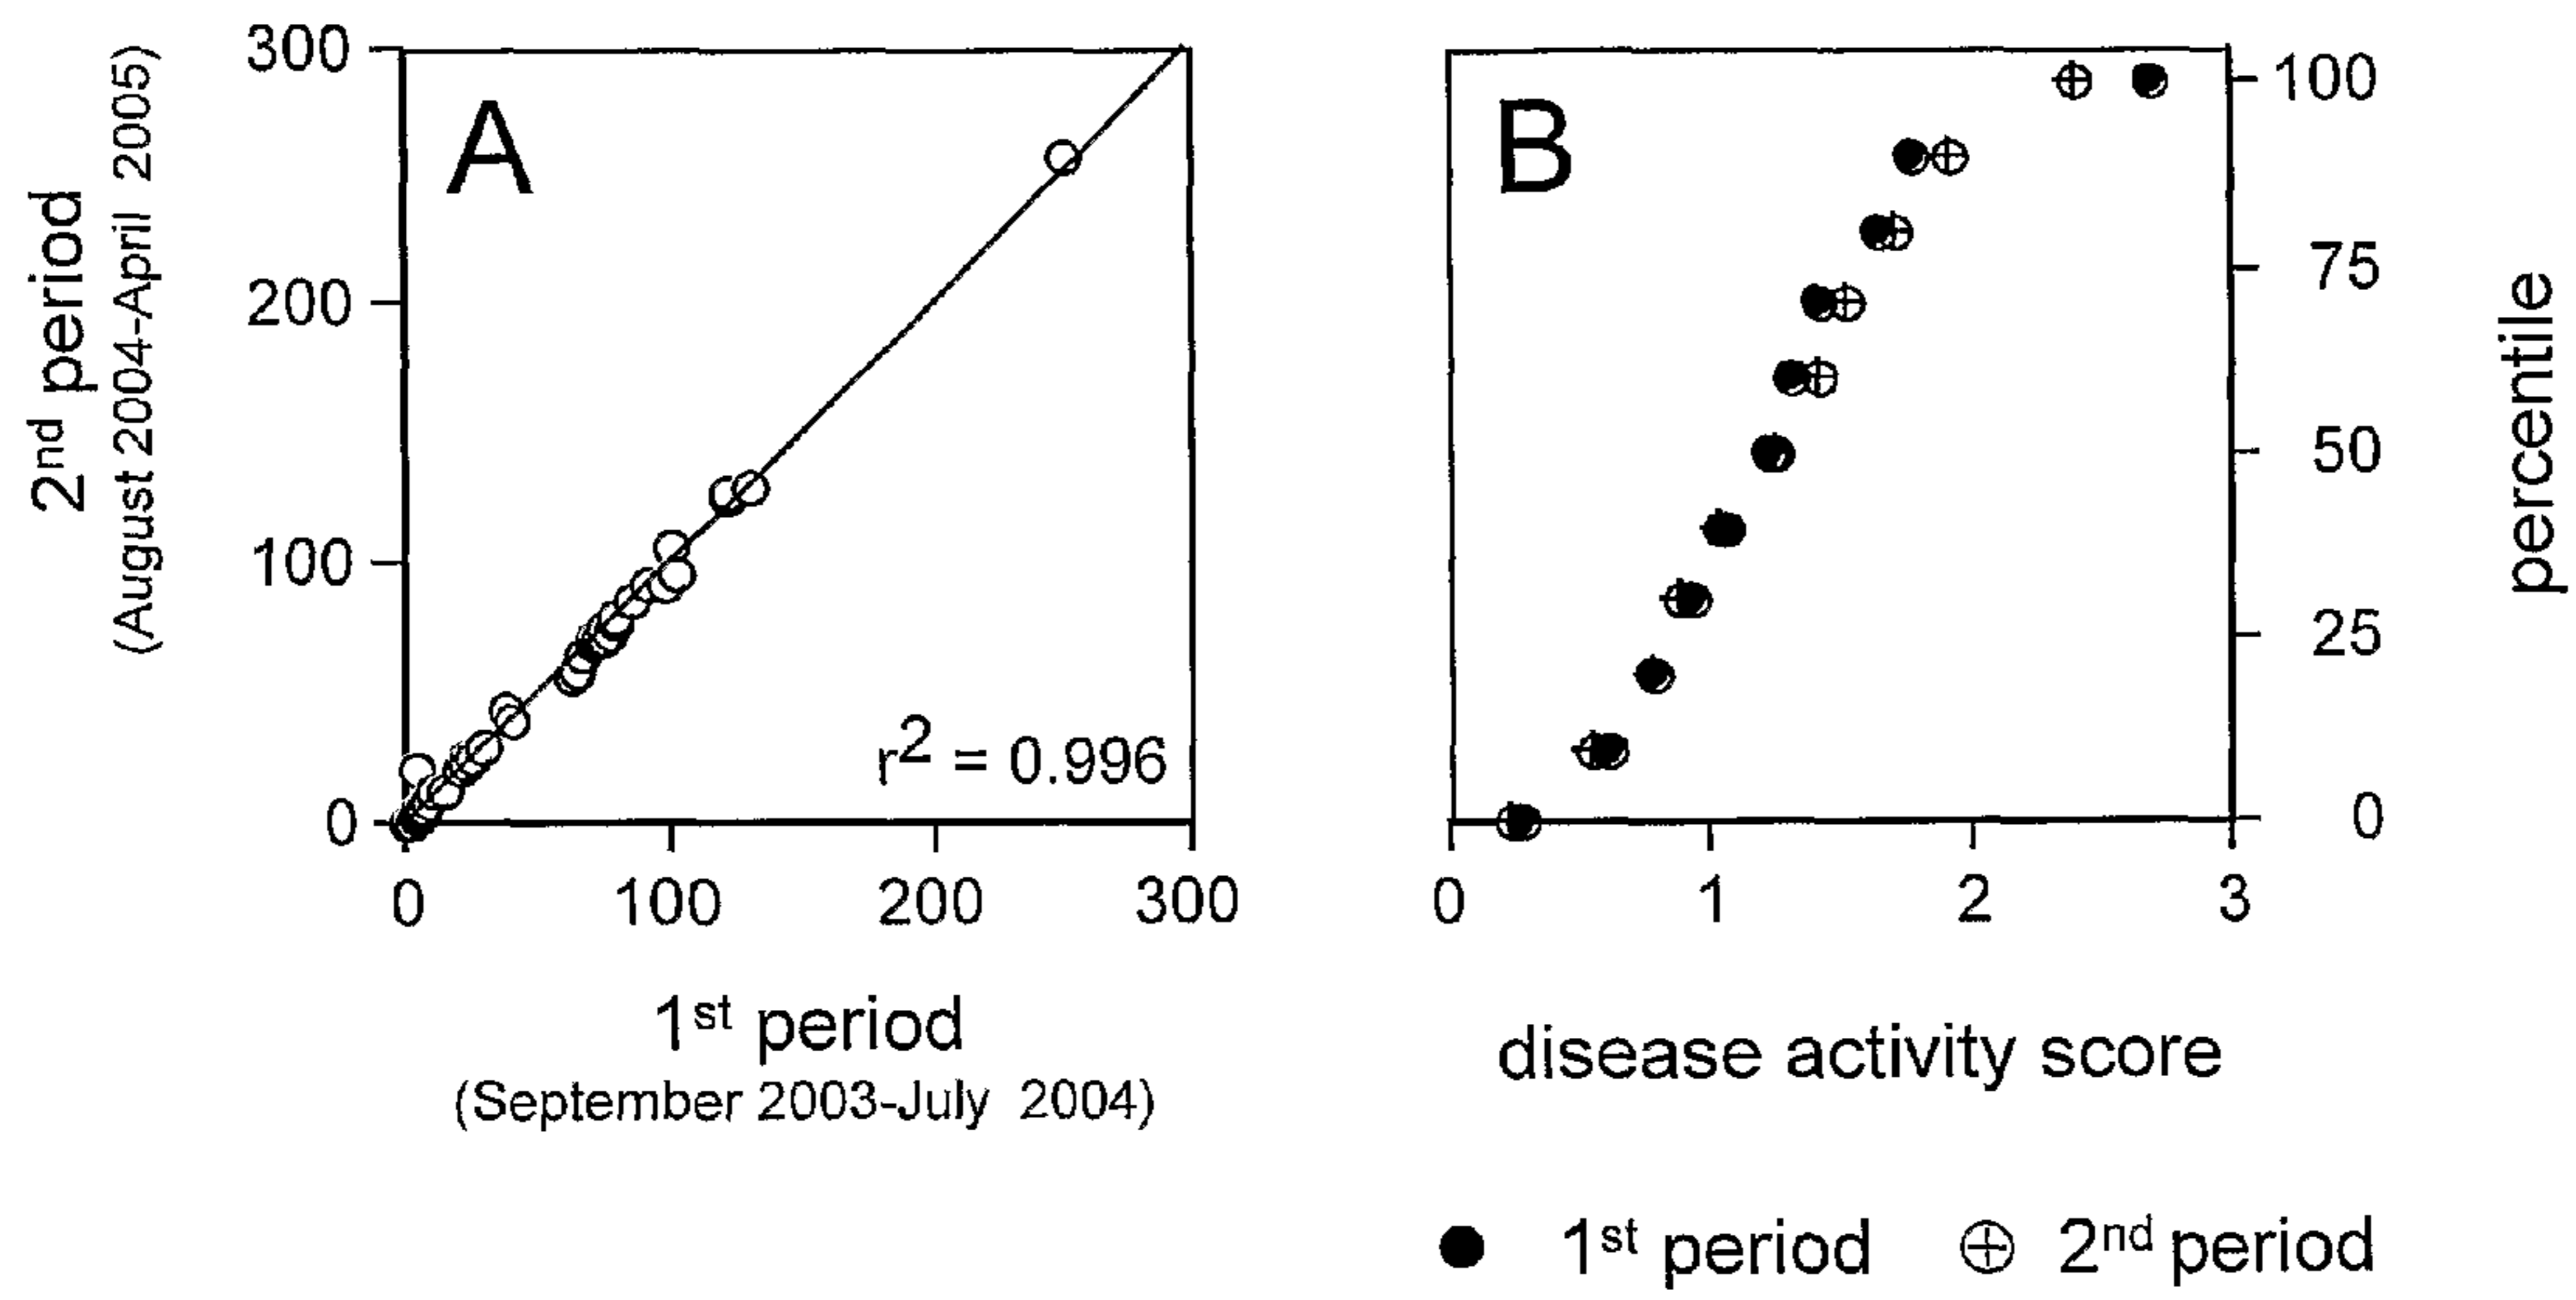 300
200
100
0
2nd period
(August 2004-April 2005)
A
r2 = 0.996
0 100 200 300
1st period
(September 2003-July 2004)
B
100
75
50
25
0
percentile
0 1 2 3
disease activity score
1st period 2nd period